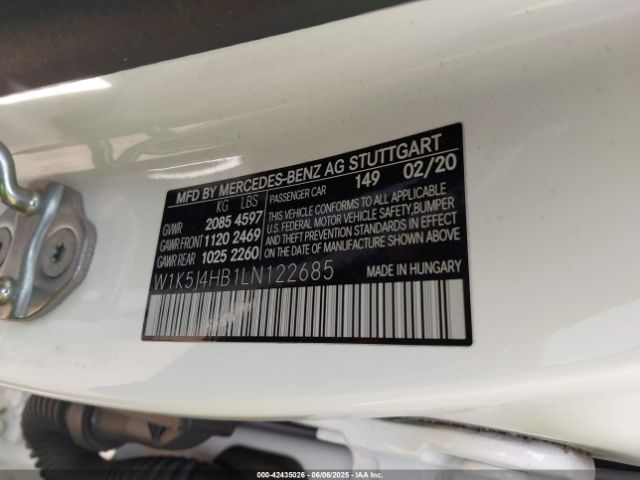 MFD BY MERCEDES-BENZ AG STUTTGART
KG LBS PASSENGER CAR 149 02/20
GVWR 2085 4597
GAWR FRONT 1120 2469
GAWR REAR 1025 2260
THIS VEHICLE CONFORMS TO ALL APPLICABLE
U.S. FEDERAL MOTOR VEHICLE SAFETY, BUMPER
AND THEFT PREVENTION STANDARDS IN EFFECT
ON THE DATE OF MANUFACTURE SHOWN ABOVE.
W1K5J4HB1LN122685 MADE IN HUNGARY
000-42435026 - 06/06/2025 - IAAI, Inc.